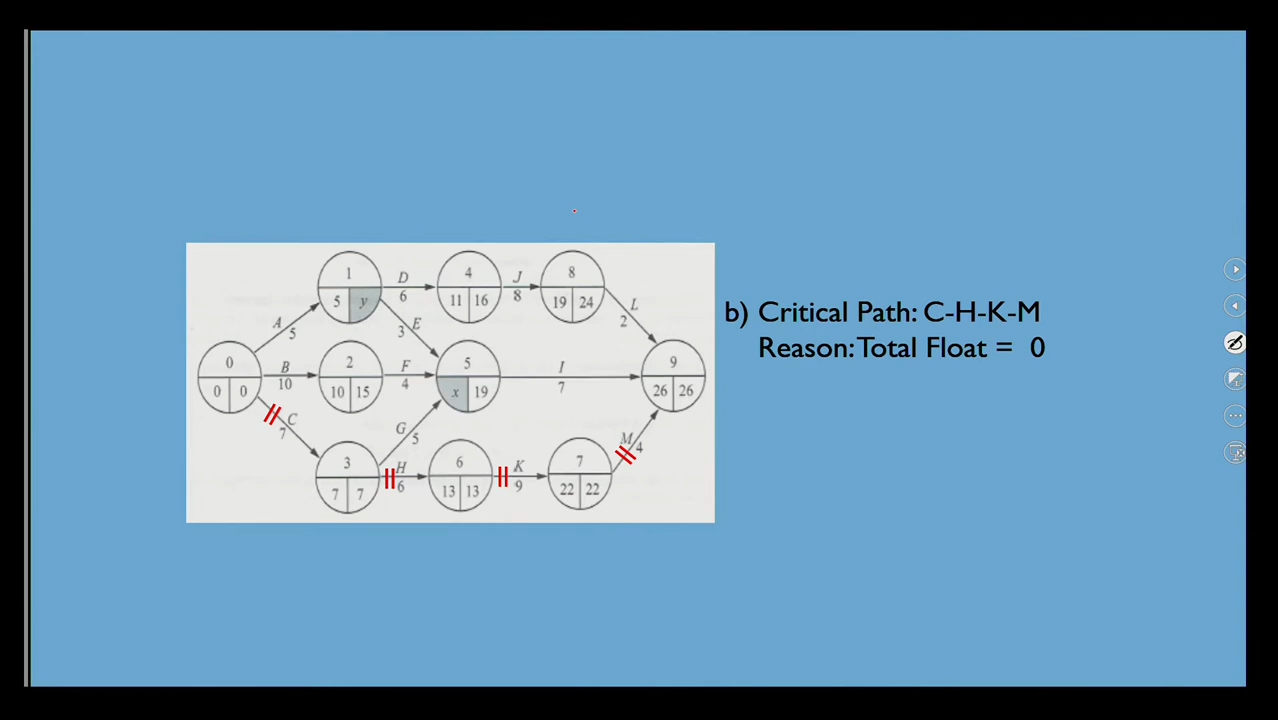 1
5 y
D
6
4
11 16
J
8
8
19 24
L
2
A
5
E
3
0
0 0
B
10
2
10 15
F
4
5
x 19
I
7
9
26 26
C
7
G
5
M
4
3
7 7
H
6
6
13 13
K
9
7
22 22
b) Critical Path: C-H-K-M
Reason: Total Float = 0